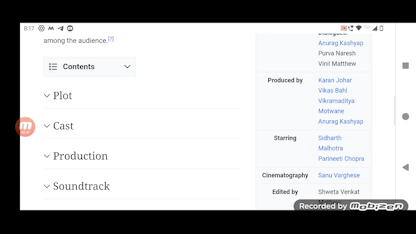 8:17
among the audience.[7]
Contents
Plot
Cast
Production
Soundtrack
Anurag Kashyap
Purva Naresh
Vinil Matthew
Produced by
Karan Johar
Vikas Bahl
Vikramaditya
Motwane
Anurag Kashyap
Starring
Sidharth
Malhotra
Parineeti Chopra
Cinematography
Sanu Varghese
Edited by
Shweta Venkat
Recorded by Mobizen